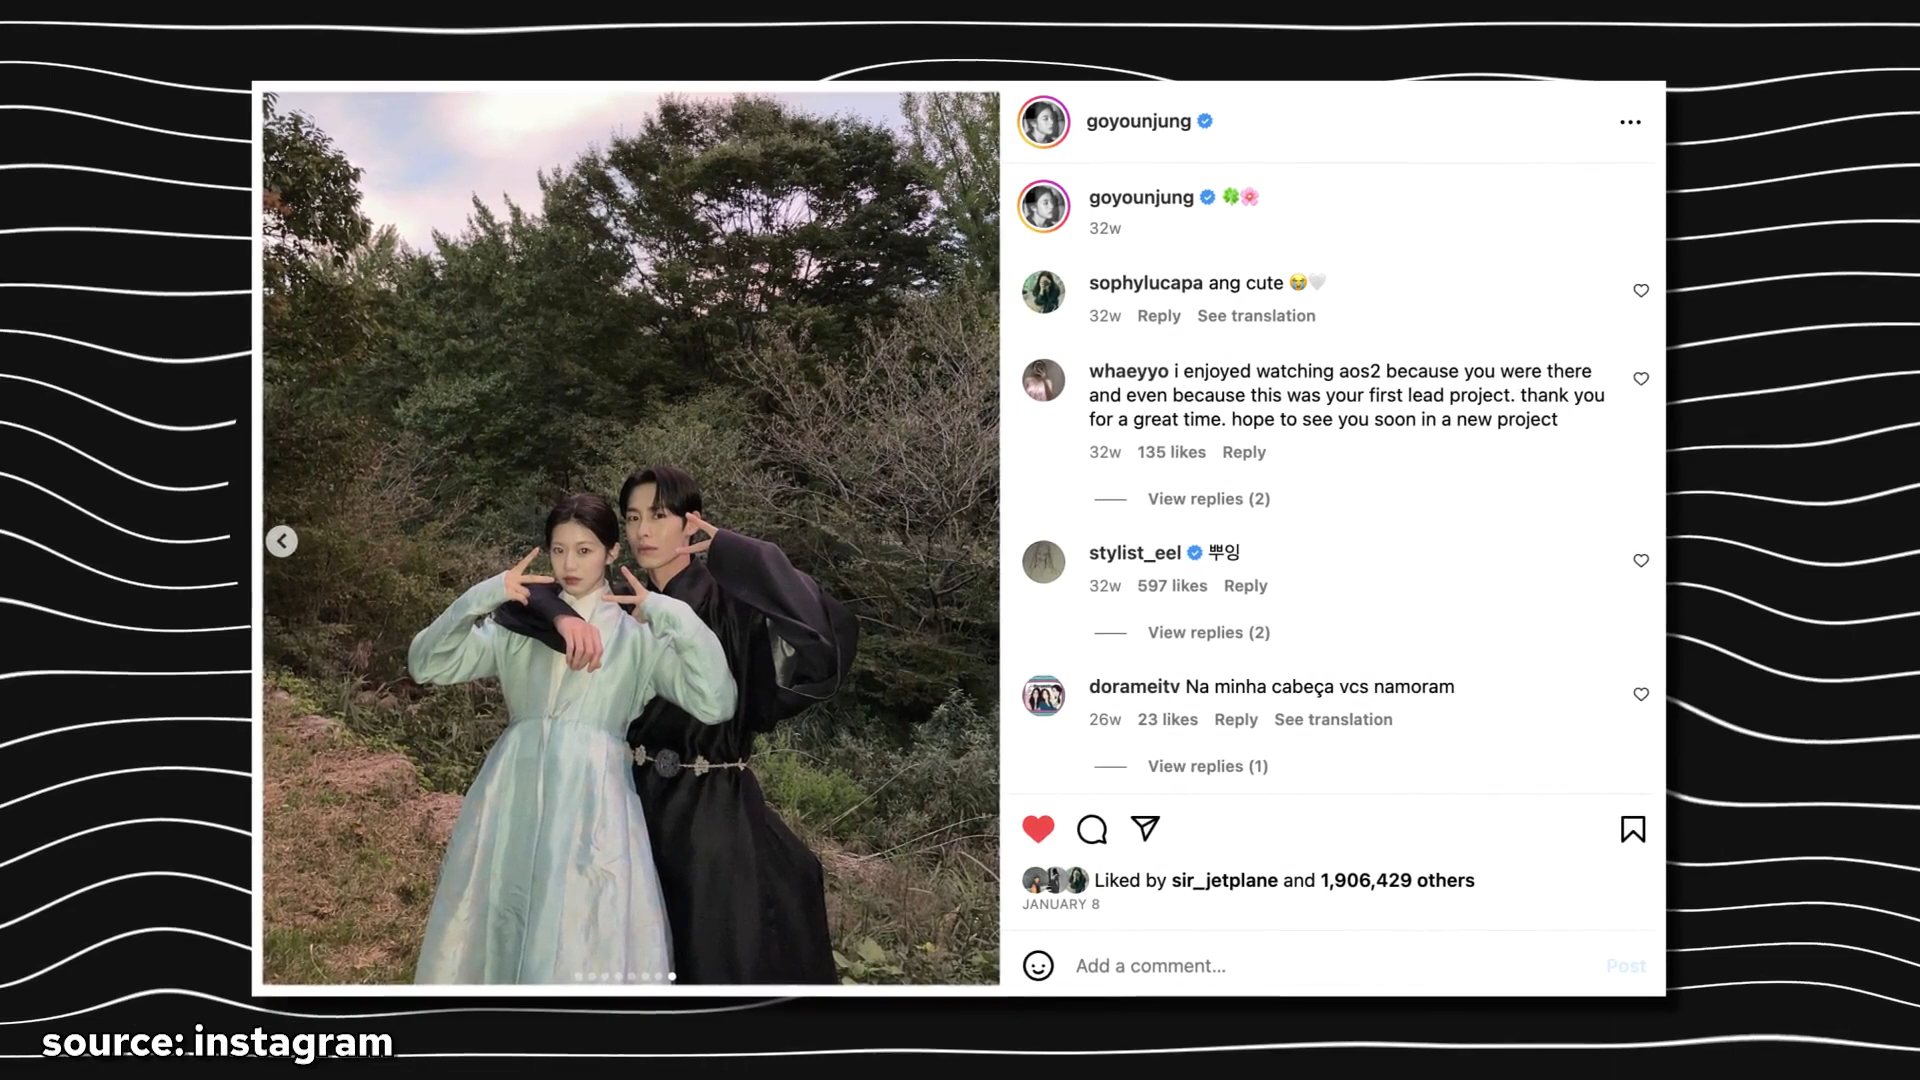 goyounjung
goyounjung 🍀🌸
32w
sophylucapa ang cute 😭🤍
32w Reply See translation
whaeyyo i enjoyed watching aos2 because you were there
and even because this was your first lead project. thank you
for a great time. hope to see you soon in a new project
32w 135 likes Reply
View replies (2)
stylist_eel 뿌잉
32w 597 likes Reply
View replies (2)
dorameitv Na minha cabeça vcs namoram
26w 23 likes Reply See translation
View replies (1)
Liked by sir_jetplane and 1,906,429 others
JANUARY 8
Add a comment... Post
source: instagram